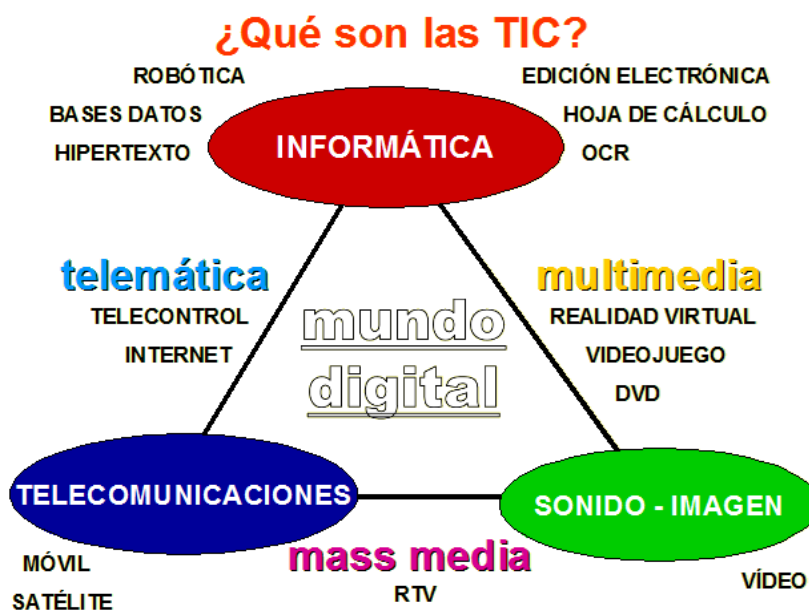 ¿Qué son las TIC?
ROBÓTICA
EDICIÓN ELECTRÓNICA
BASES DATOS
HOJA DE CÁLCULO
HIPERTEXTO
INFORMÁTICA
OCR
telemática
multimedia
TELECONTROL
REALIDAD VIRTUAL
INTERNET
VIDEOJUEGO
DVD
mundo
digital
TELECOMUNICACIONES
SONIDO - IMAGEN
mass media
MÓVIL
RTV
VÍDEO
SATÉLITE